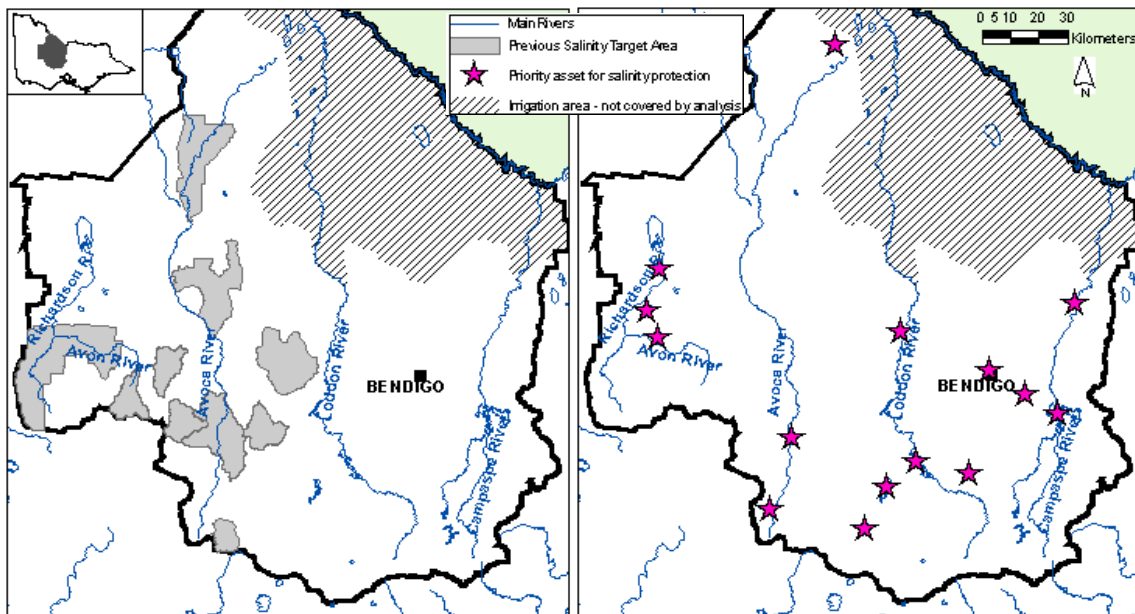 Main Rivers
Previous Salinity Target Area
Priority asset for salinity protection
Irrigation area - not covered by analysis
0 5 10 20 30
Kilometers
N
Richardson River
Avon River
Avoca River
Loddon River
BENDIGO
Campaspe Rivers
Richardson River
Avon River
Avoca River
Loddon River
BENDIGO
Campaspe Rivers